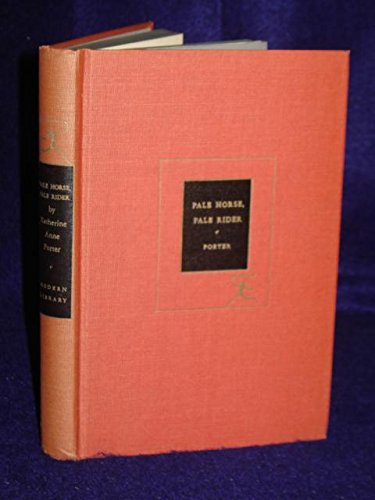 PALE HORSE,
PALE RIDER
by
Katherine
Anne
Porter
MODERN
LIBRARY
PALE HORSE,
PALE RIDER
PORTER